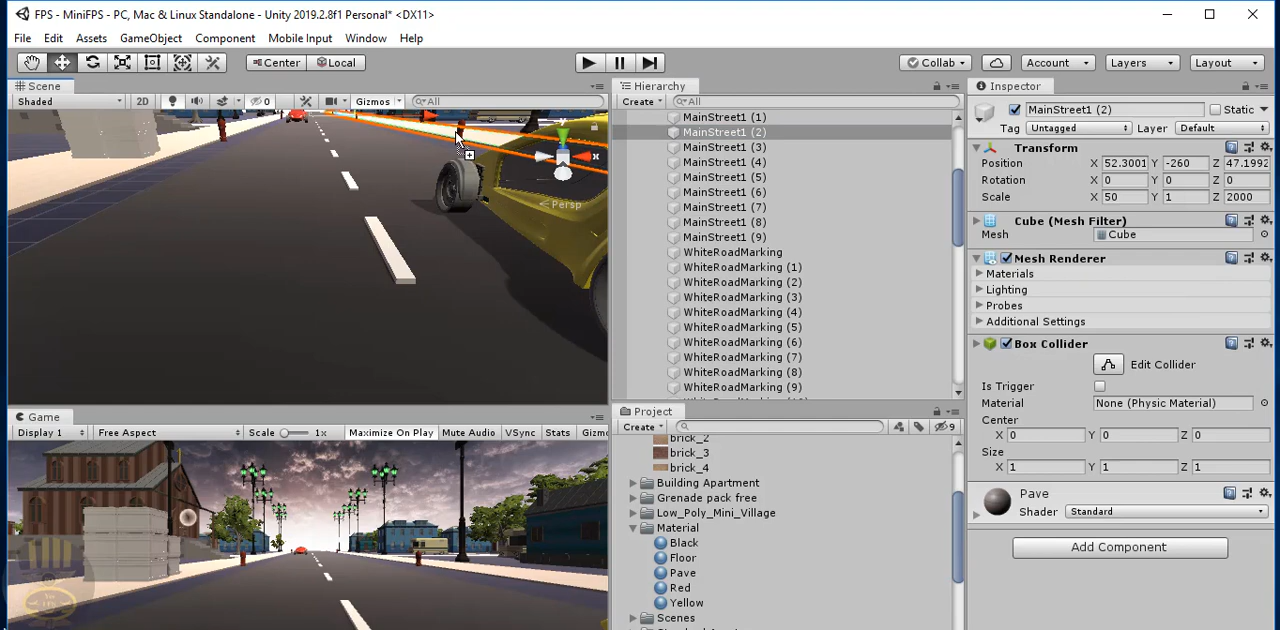 FPS - MiniFPS - PC, Mac & Linux Standalone - Unity 2019.2.8f1 Personal* <DX11>
File Edit Assets GameObject Component Mobile Input Window Help
Center Local Collab Account Layers Layout
Scene
Shaded 2D 0 Gizmos All
Persp
x
Game
Display 1 Free Aspect Scale 1x Maximize On Play Mute Audio VSync Stats Gizmo
Hierarchy
Create All
MainStreet1 (1)
MainStreet1 (2)
MainStreet1 (3)
MainStreet1 (4)
MainStreet1 (5)
MainStreet1 (6)
MainStreet1 (7)
MainStreet1 (8)
MainStreet1 (9)
WhiteRoadMarking
WhiteRoadMarking (1)
WhiteRoadMarking (2)
WhiteRoadMarking (3)
WhiteRoadMarking (4)
WhiteRoadMarking (5)
WhiteRoadMarking (6)
WhiteRoadMarking (7)
WhiteRoadMarking (8)
WhiteRoadMarking (9)
Project
Create 9
brick_2
brick_3
brick_4
Building Apartment
Grenade pack free
Low_Poly_Mini_Village
Material
Black
Floor
Pave
Red
Yellow
Scenes
Inspector
MainStreet1 (2) Static
Tag Untagged Layer Default
Transform
Position X 52.3001 Y -260 Z 47.1992
Rotation X 0 Y 0 Z 0
Scale X 50 Y 1 Z 2000
Cube (Mesh Filter)
Mesh Cube
Mesh Renderer
Materials
Lighting
Probes
Additional Settings
Box Collider
Edit Collider
Is Trigger
Material None (Physic Material)
Center
X 0 Y 0 Z 0
Size
X 1 Y 1 Z 1
Pave
Shader Standard
Add Component